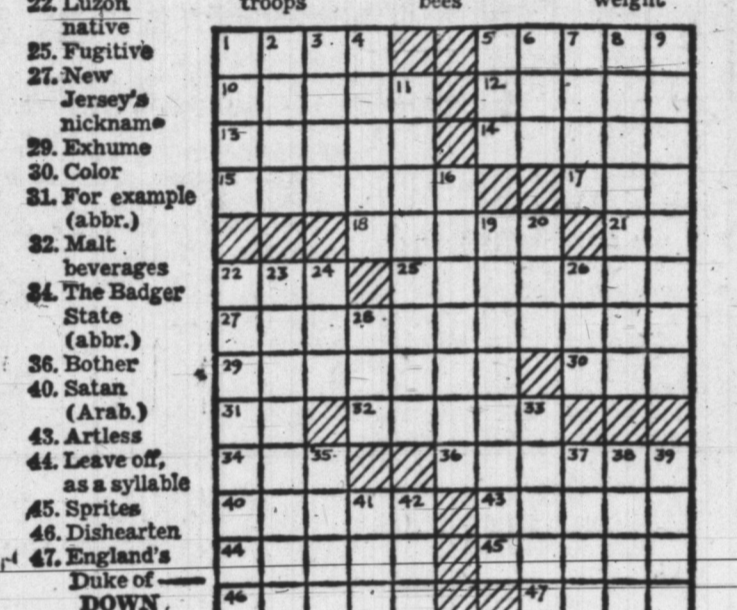 22. Luzon
native
25. Fugitive
27. New
Jersey's
nickname
29. Exhume
30. Color
31. For example
(abbr.)
32. Malt
beverages
34. The Badger
State
(abbr.)
36. Bother
40. Satan
(Arab.)
43. Artless
44. Leave off,
as a syllable
45. Sprites
46. Dishearten
47. England's
Duke of —
DOWN
troops bees weight
1 2 3 4 5 6 7 8 9
10 11 12
13 14
15 16 17
18 19 20 21
22 23 24 25 26
27 28
29 30
31 32 33
34 35 36 37 38 39
40 41 42 43
44 45
46 47